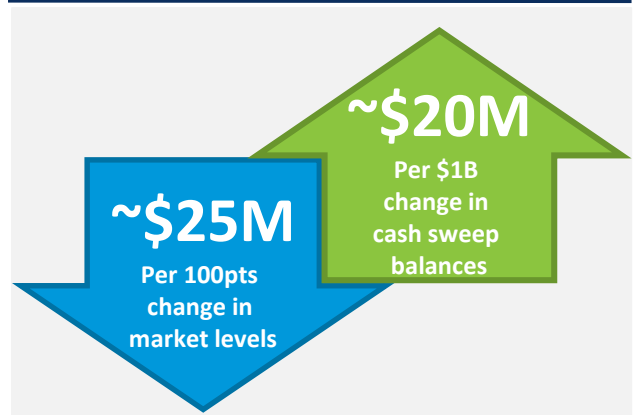 ~$20M
Per $1B
change in
cash sweep
balances
~$25M
Per 100pts
change in
market levels